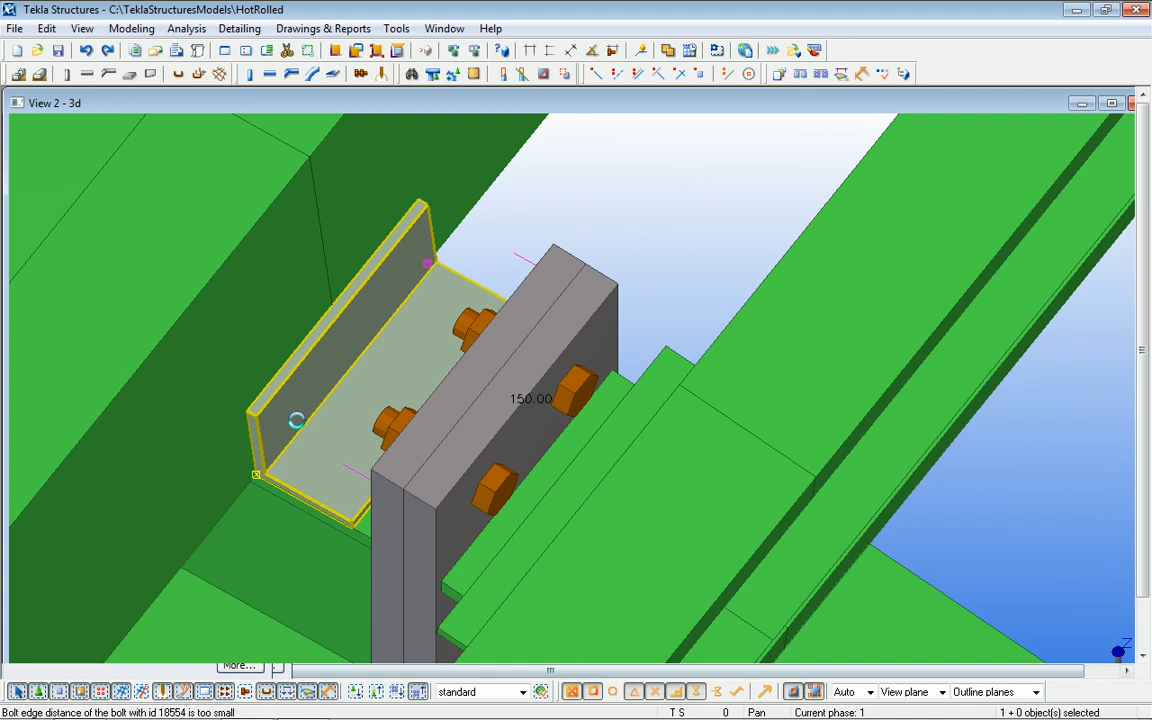 Tekla Structures - C:\TeklaStructuresModels\HotRolled
File Edit View Modeling Analysis Detailing Drawings & Reports Tools Window Help
View 2 - 3d
150.00
Z
More...
standard
Auto
View plane
Outline planes
Bolt edge distance of the bolt with id 18554 is too small
T S 0 Pan Current phase: 1 1 + 0 object(s) selected